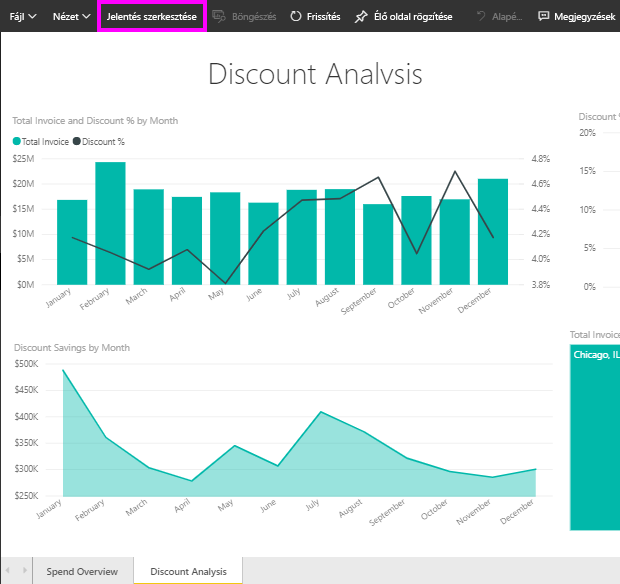 Fájl Nézet Jelentés szerkesztése Böngészés Frissítés Élő oldal rögzítése Alapé... Megjegyzések
Discount Analysis
Total Invoice and Discount % by Month
Total Invoice Discount %
$25M
$20M
$15M
$10M
$5M
$0M
4.8%
4.6%
4.4%
4.2%
4.0%
3.8%
January February March April May June July August September October November December
Discount %
20%
15%
10%
5%
0%
Discount Savings by Month
$500K
$450K
$400K
$350K
$300K
$250K
January February March April May June July August September October November December
Total Invoice
Chicago, IL
Spend Overview Discount Analysis